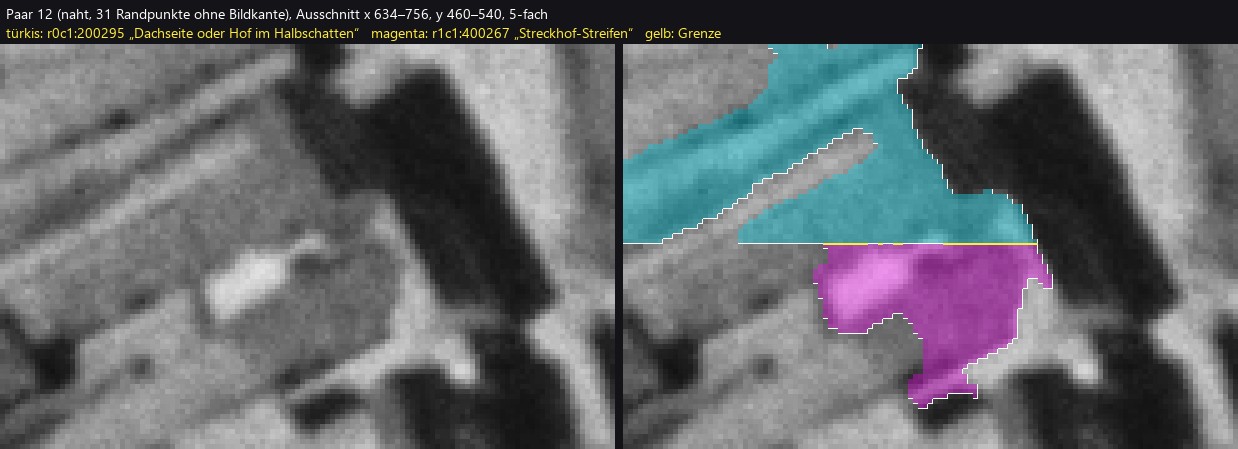 Paar 12 (naht, 31 Randpunkte ohne Bildkante), Ausschnitt x 634–756, y 460–540, 5-fach
türkis: r0c1:200295 „Dachseite oder Hof im Halbschatten“ magenta: r1c1:400267 „Streckhof-Streifen“ gelb: Grenze